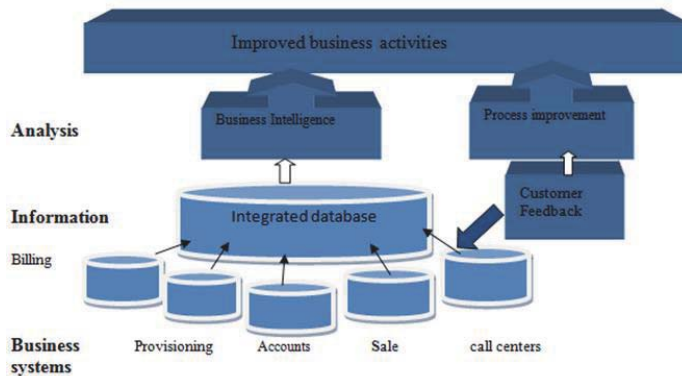 Improved business activities
Business Intelligence
Process improvement
Analysis
Customer
Feedback
Information
Integrated database
Billing
Business
systems
Provisioning
Accounts
Sale
call centers